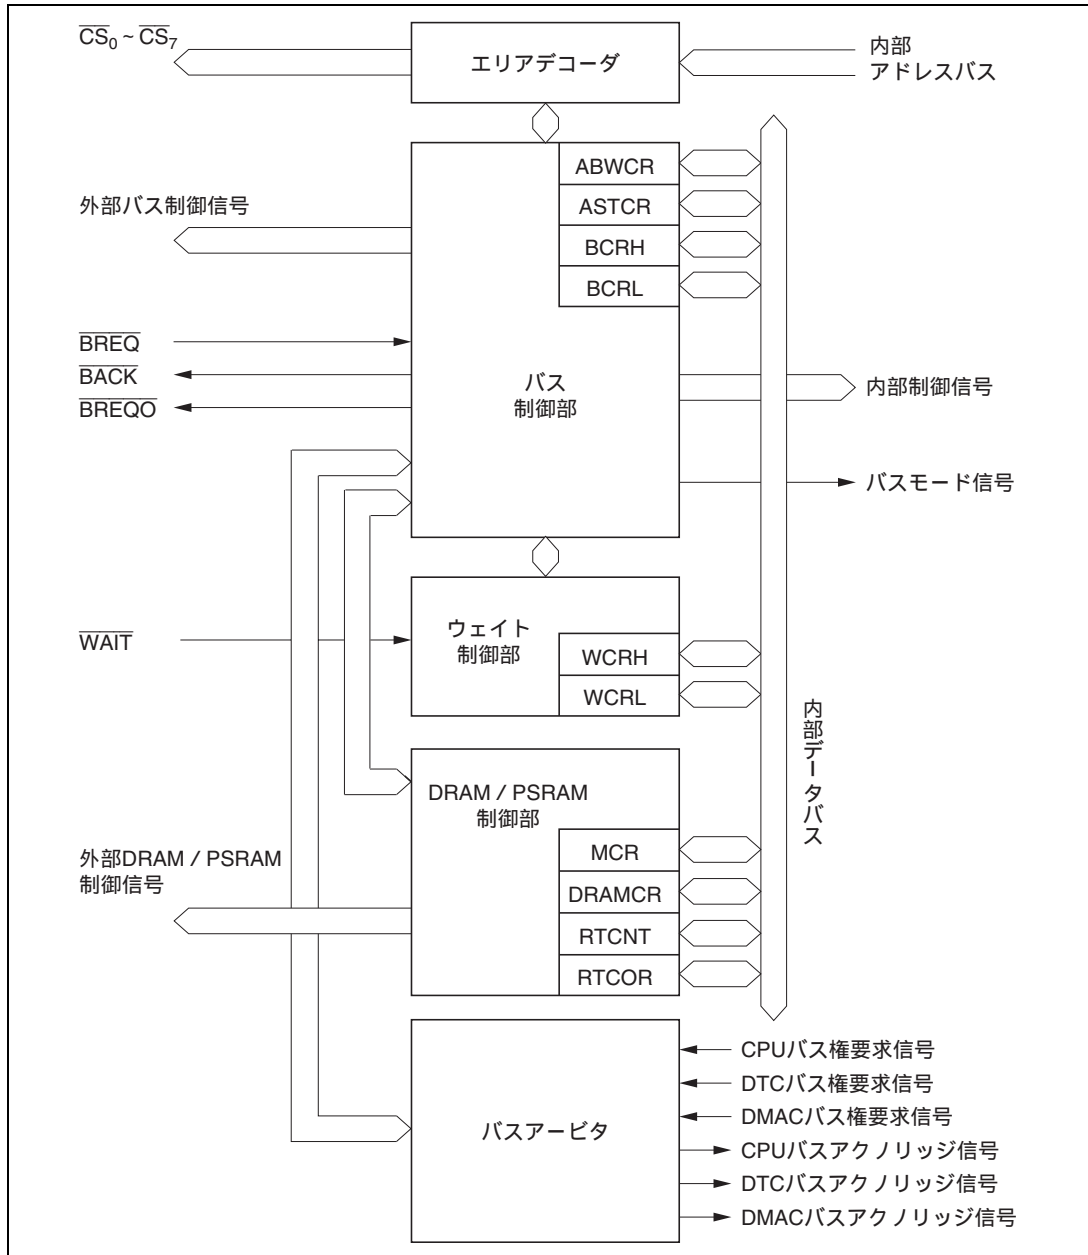 C̅S̅₀ ~ C̅S̅₇
エリアデコーダ
内部
アドレスバス
ABWCR
ASTCR
BCRH
BCRL
外部バス制御信号
B̅R̅E̅Q̅
B̅A̅C̅K̅
B̅R̅E̅Q̅O̅
バス
制御部
内部制御信号
バスモード信号
W̅A̅I̅T̅
ウェイト
制御部
WCRH
WCRL
内部データバス
DRAM / PSRAM
制御部
MCR
DRAMCR
RTCNT
RTCOR
外部DRAM / PSRAM
制御信号
バスアービタ
CPUバス権要求信号
DTCバス権要求信号
DMACバス権要求信号
CPUバスアクノリッジ信号
DTCバスアクノリッジ信号
DMACバスアクノリッジ信号